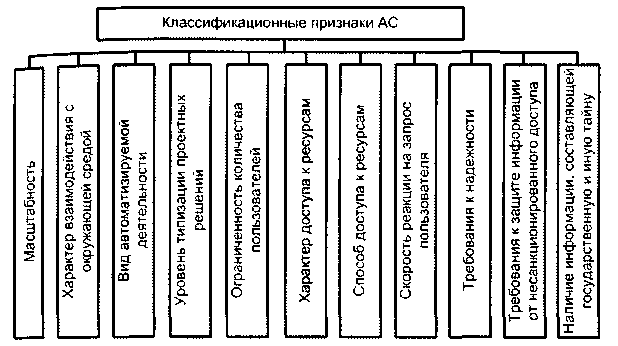 Классификационные признаки АС
Масштабность
Характер взаимодействия с
окружающей средой
Вид автоматизируемой
деятельности
Уровень типизации проектных
решений
Ограниченность количества
пользователей
Характер доступа к ресурсам
Способ доступа к ресурсам
Скорость реакции на запрос
пользователя
Требования к надежности
Требования к защите информации
от несанкционированного доступа
Наличие информации, составляющей
государственную и иную тайну